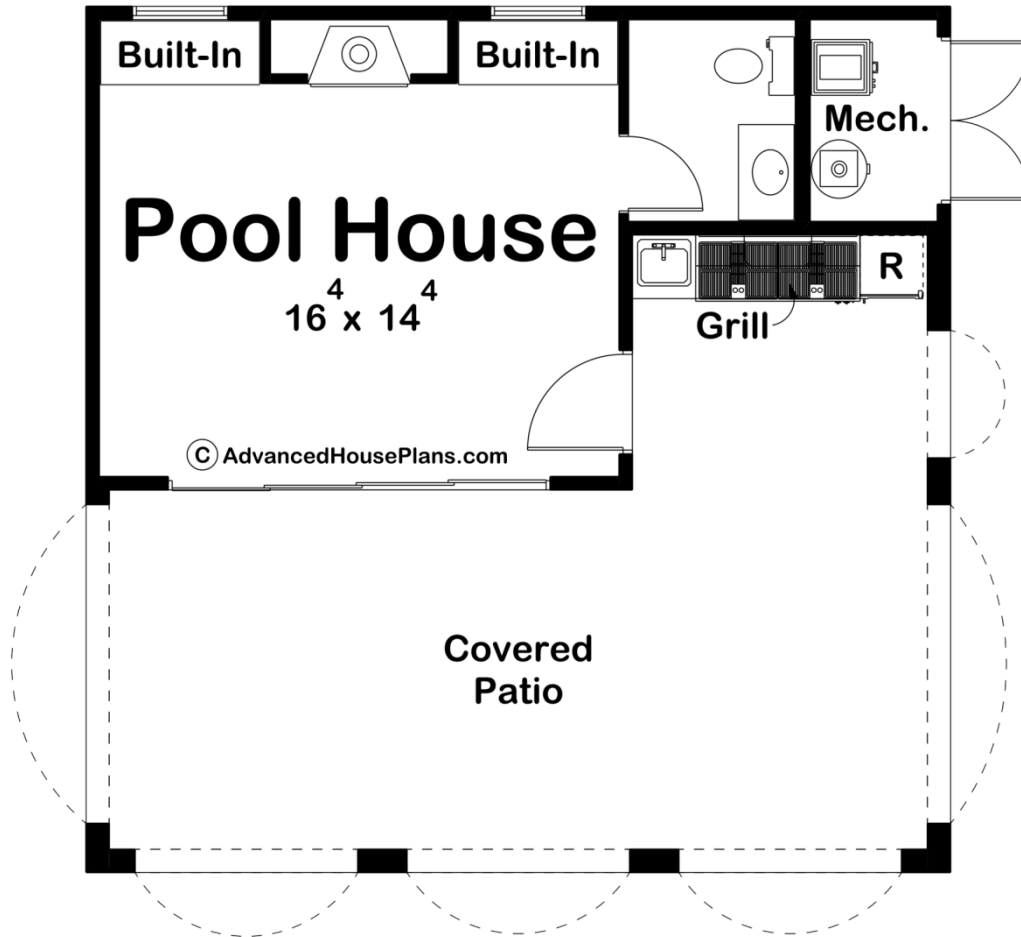 Built-In
Built-In
Mech.
Pool House
16⁴ x 14⁴
R
Grill
© AdvancedHousePlans.com
Covered
Patio